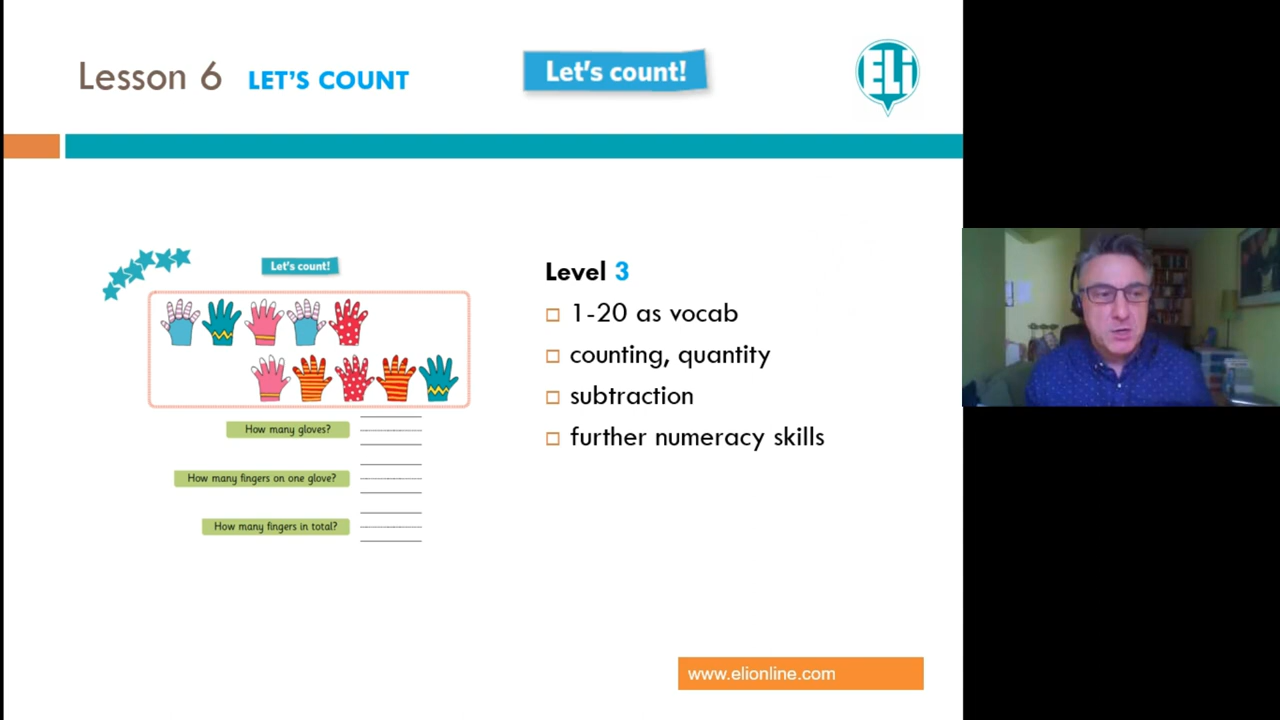 Lesson 6 LET'S COUNT
Let's count!
ELi
Let's count!
How many gloves?
How many fingers on one glove?
How many fingers in total?
Level 3
1-20 as vocab
counting, quantity
subtraction
further numeracy skills
www.elionline.com